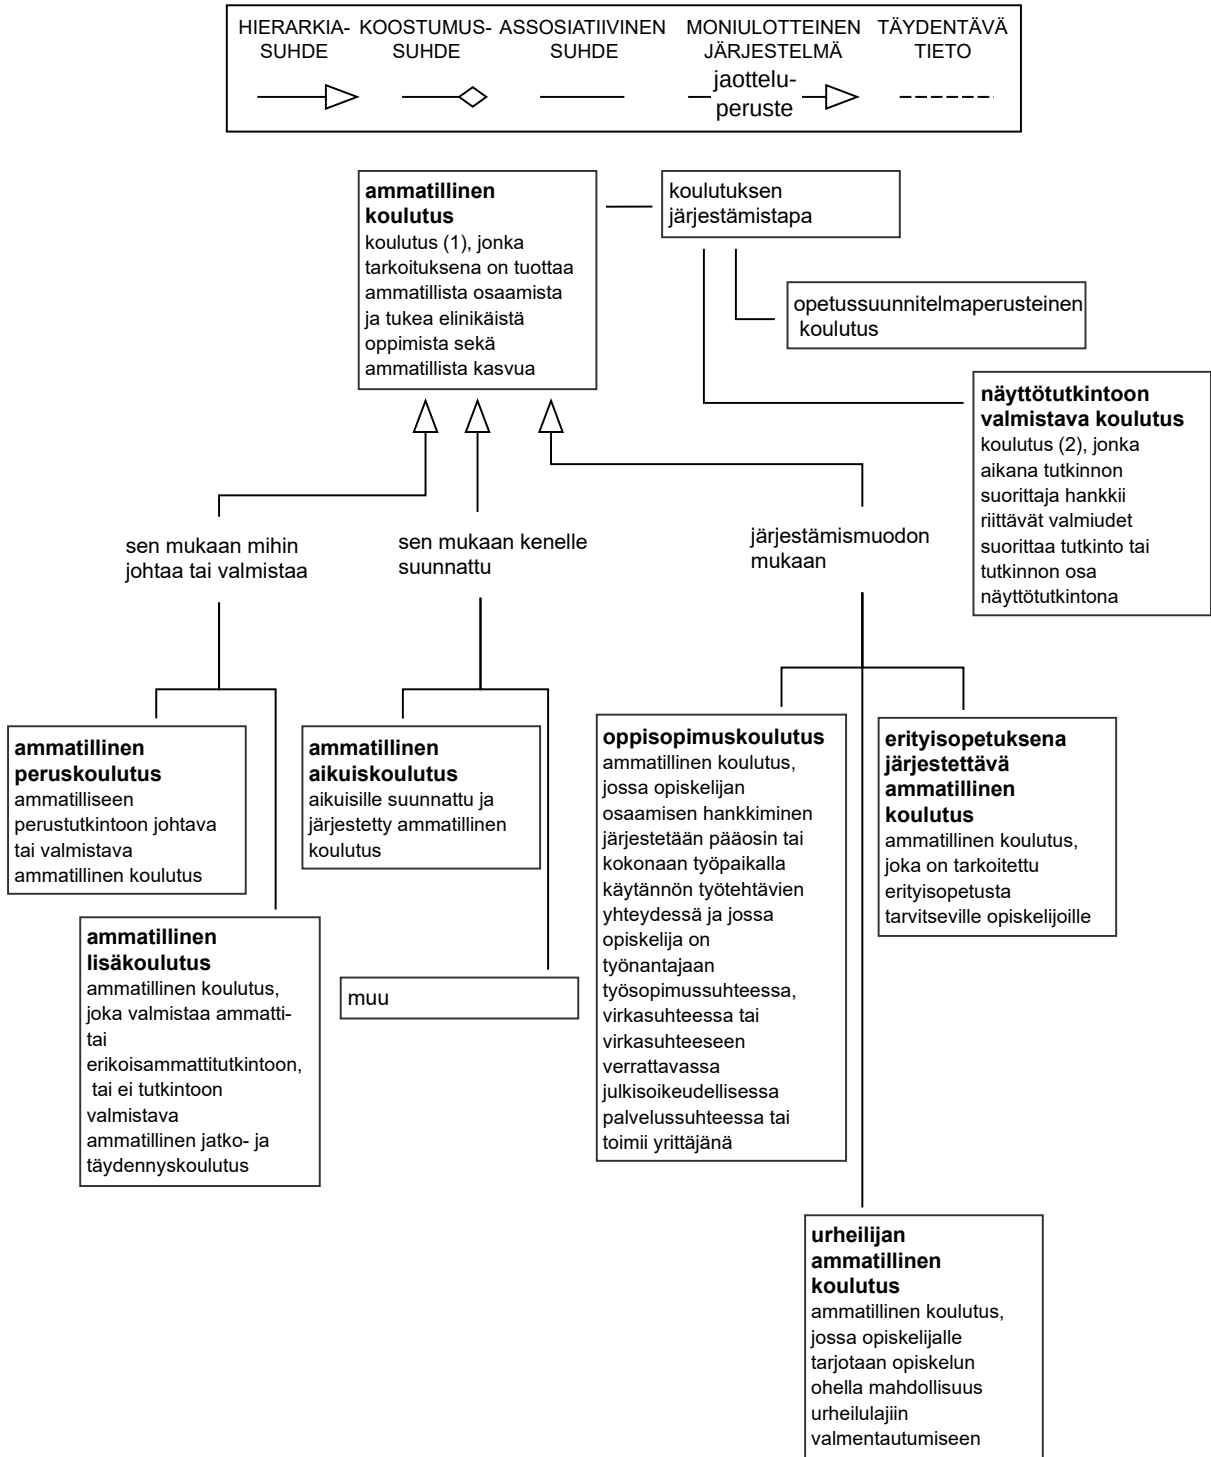 HIERARKIA-
SUHDE
KOOSTUMUS-
SUHDE
ASSOSIATIIVINEN
SUHDE
MONIULOTTEINEN
JÄRJESTELMÄ
TÄYDENTÄVÄ
TIETO
jaottelu-
peruste
ammatillinen
koulutus
koulutus (1), jonka
tarkoituksena on tuottaa
ammatillista osaamista
ja tukea elinikäistä
oppimista sekä
ammatillista kasvua
koulutuksen
järjestämistapa
opetussuunnitelmaperusteinen
koulutus
näyttötutkintoon
valmistava koulutus
koulutus (2), jonka
aikana tutkinnon
suorittaja hankkii
riittävät valmiudet
suorittaa tutkinto tai
tutkinnon osa
näyttötutkintona
sen mukaan mihin
johtaa tai valmistaa
sen mukaan kenelle
suunnattu
järjestämismuodon
mukaan
ammatillinen
peruskoulutus
ammatilliseen
perustutkintoon johtava
tai valmistava
ammatillinen koulutus
ammatillinen
lisäkoulutus
ammatillinen koulutus,
joka valmistaa ammatti-
tai
erikoisammattitutkintoon,
tai ei tutkintoon
valmistava
ammatillinen jatko- ja
täydennyskoulutus
ammatillinen
aikuiskoulutus
aikuisille suunnattu ja
järjestetty ammatillinen
koulutus
muu
oppisopimuskoulutus
ammatillinen koulutus,
jossa opiskelijan
osaamisen hankkiminen
järjestetään pääosin tai
kokonaan työpaikalla
käytännön työtehtävien
yhteydessä ja jossa
opiskelija on
työnantajaan
työsopimussuhteessa,
virkasuhteessa tai
virkasuhteeseen
verrattavassa
julkisoikeudellisessa
palvelussuhteessa tai
toimii yrittäjänä
erityisopetuksena
järjestettävä
ammatillinen
koulutus
ammatillinen koulutus,
joka on tarkoitettu
erityisopetusta
tarvitseville opiskelijoille
urheilijan
ammatillinen
koulutus
ammatillinen koulutus,
jossa opiskelijalle
tarjotaan opiskelun
ohella mahdollisuus
urheilulajiin
valmentautumiseen